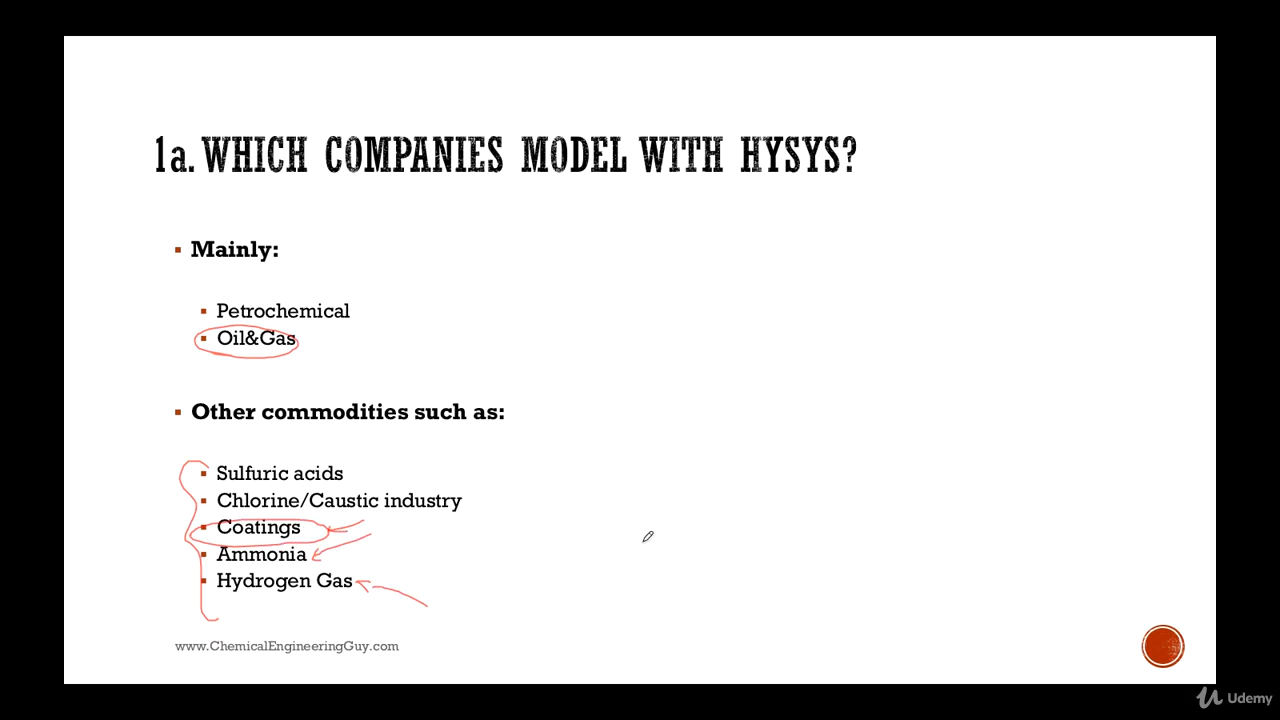 1a. WHICH COMPANIES MODEL WITH HYSYS?
▪ Mainly:
▪ Petrochemical
▪ Oil&Gas
▪ Other commodities such as:
▪ Sulfuric acids
▪ Chlorine/Caustic industry
▪ Coatings
▪ Ammonia
▪ Hydrogen Gas
www.ChemicalEngineeringGuy.com
Udemy